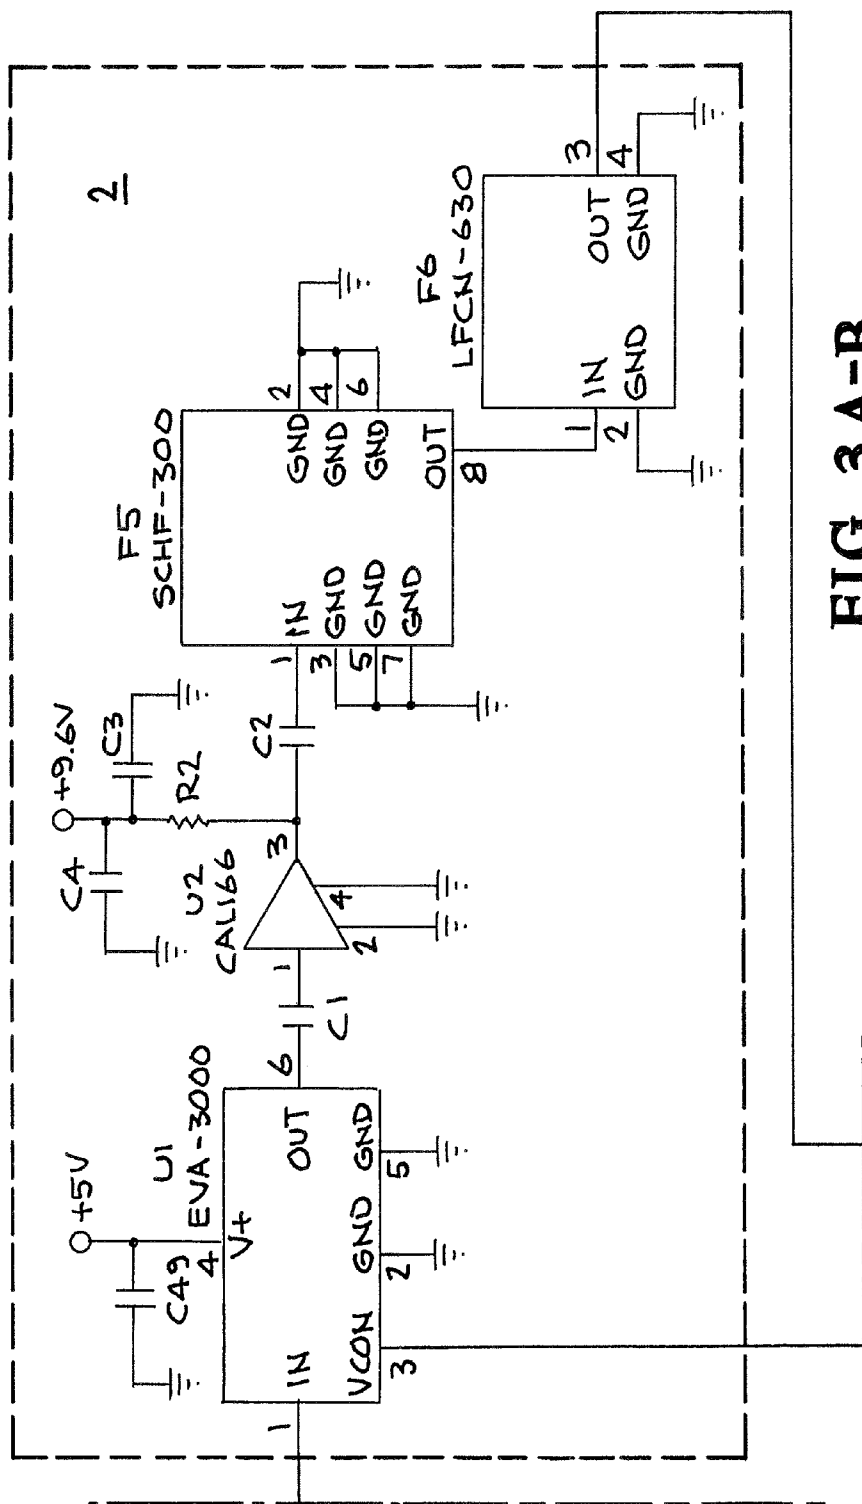 2
+5V
C49
4
V+
U1
EVA-3000
1
IN
OUT
6
VCON
GND
GND
3
2
5
C1
+9.6V
C4
C3
R2
U2
CAL166
1
3
2
4
C2
F5
SCHF-300
1
IN
GND
2
3
GND
GND
4
5
GND
GND
6
7
GND
OUT
8
F6
LFCN-630
1
IN
OUT
3
2
GND
GND
4
FIG 3A-B